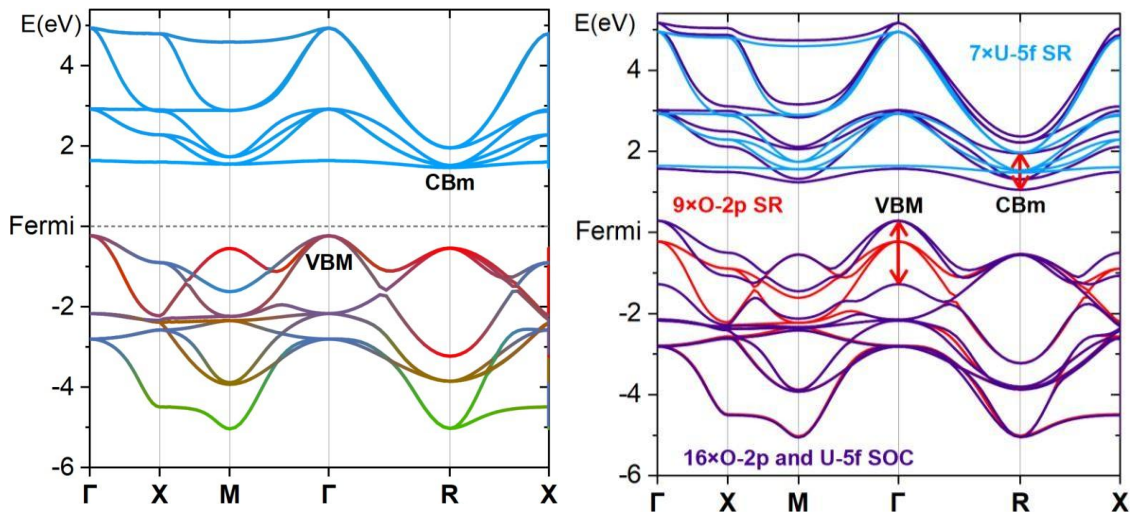 E(eV)
4
2
CBm
Fermi
VBM
-2
-4
-6
Γ X M Γ R X
E(eV)
7×U-5f SR
4
2
9×O-2p SR VBM CBm
Fermi
-2
-4
16×O-2p and U-5f SOC
-6
Γ X M Γ R X